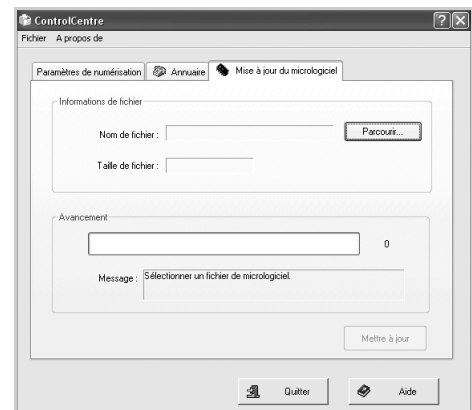 ControlCentre
Fichier A propos de
Paramètres de numérisation Annuaire Mise à jour du micrologiciel
Informations de fichier
Nom de fichier : Parcourir...
Taille de fichier :
Avancement
0
Message : Sélectionner un fichier de micrologiciel.
Mettre à jour
Quitter Aide